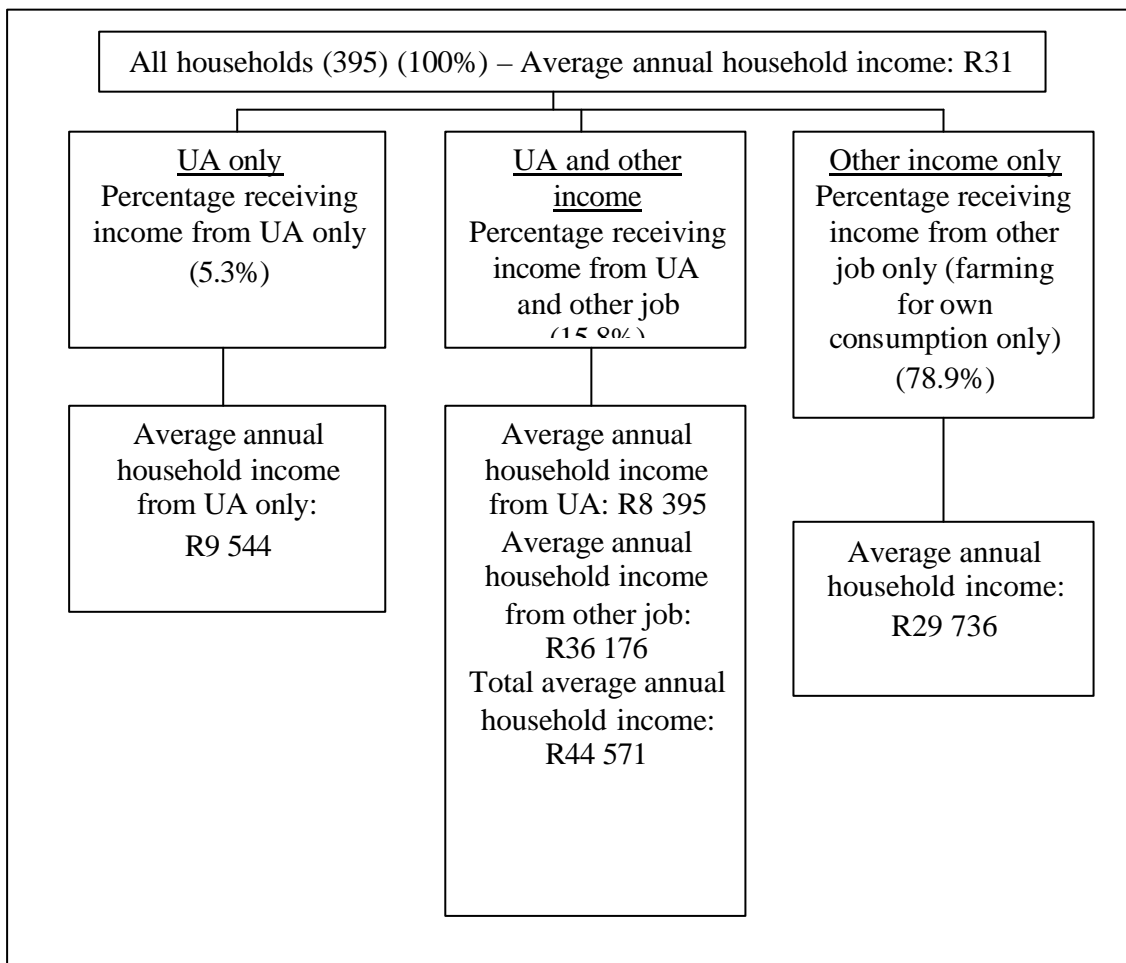 All households (395) (100%) – Average annual household income: R31
UA only
Percentage receiving
income from UA only
(5.3%)
UA and other
income
Percentage receiving
income from UA
and other job
(15.8%)
Other income only
Percentage receiving
income from other
job only (farming
for own
consumption only)
(78.9%)
Average annual
household income
from UA only:
R9 544
Average annual
household income
from UA: R8 395
Average annual
household income
from other job:
R36 176
Total average annual
household income:
R44 571
Average annual
household income:
R29 736